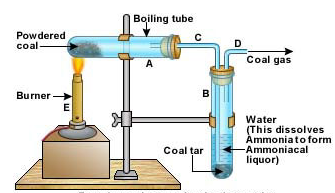 Boiling tube
Powdered
coal
C
D
Coal gas
A
B
Burner
E
Water
(This dissolves
Ammonia to form
Ammoniacal
liquor)
Coal tar